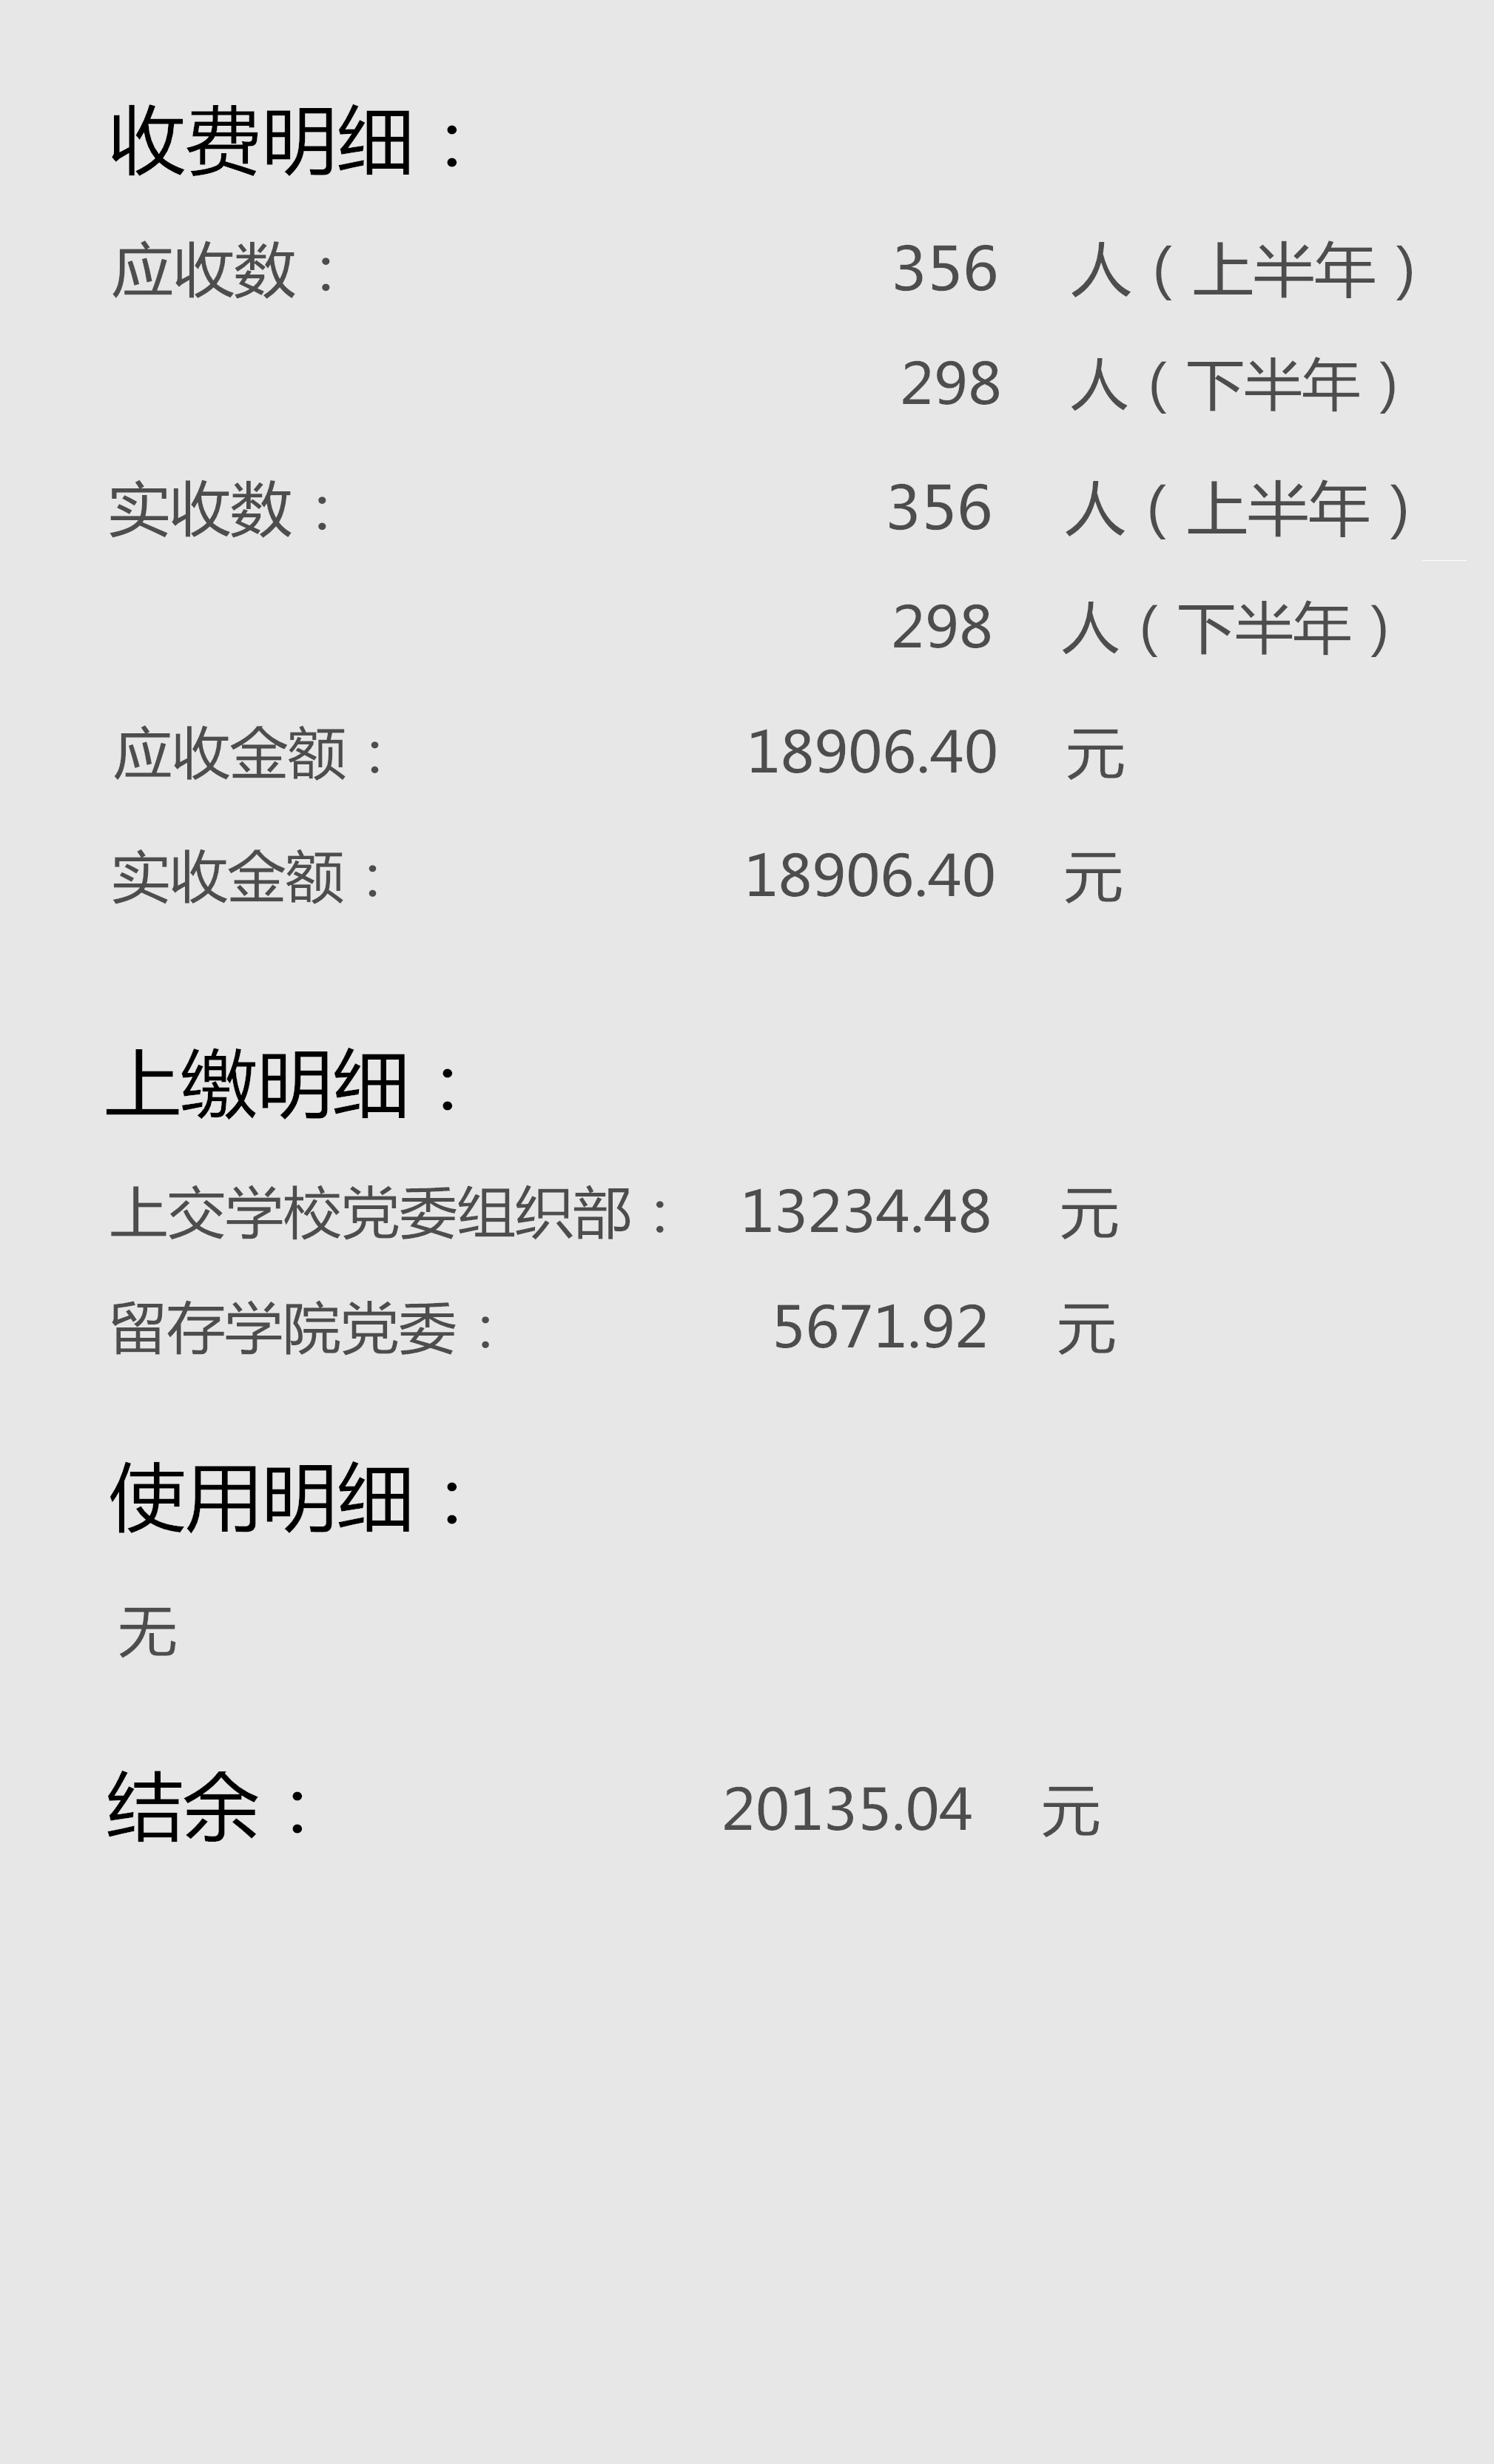 收费明细：
应收数： 356 人（上半年）
298 人（下半年）
实收数： 356 人（上半年）
298 人（下半年）
应收金额： 18906.40 元
实收金额： 18906.40 元
上缴明细：
上交学校党委组织部： 13234.48 元
留存学院党委： 5671.92 元
使用明细：
无
结余： 20135.04 元